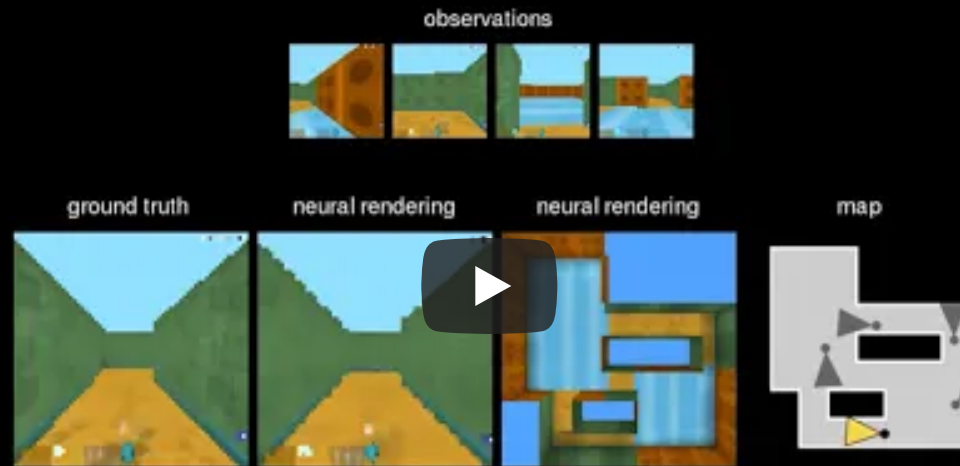 observations
ground truth
neural rendering
neural rendering
map